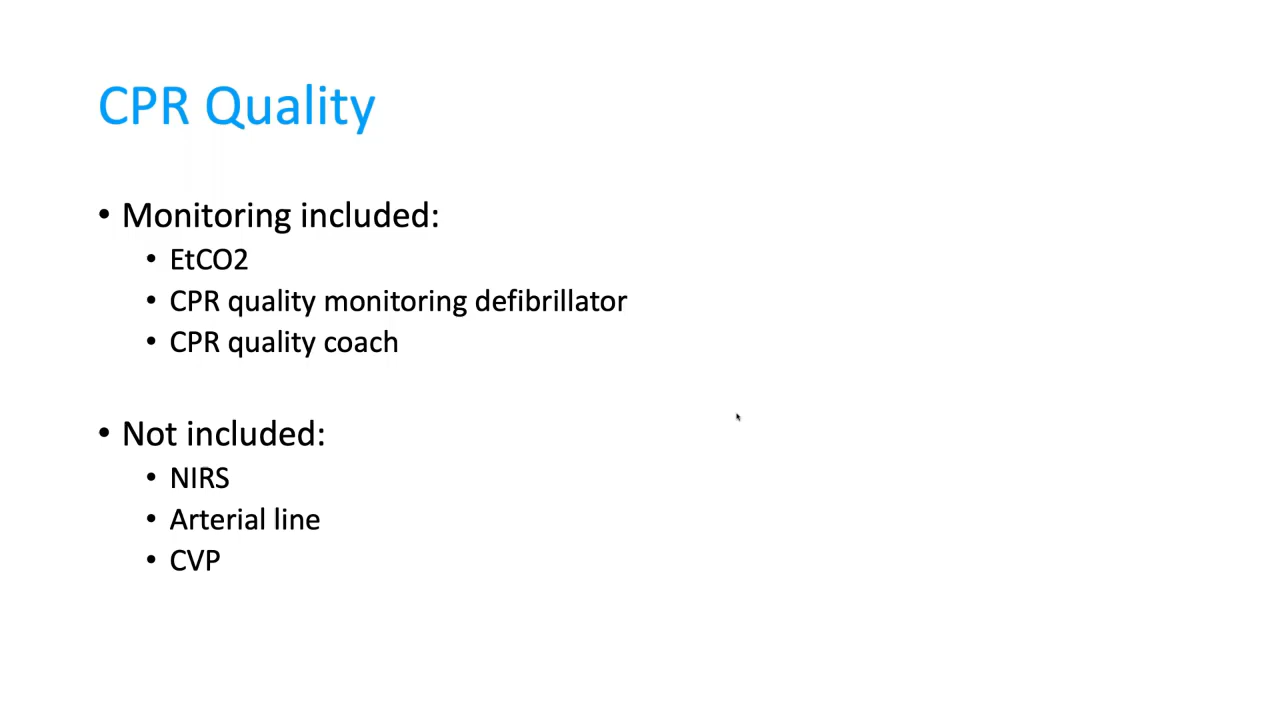 CPR Quality
• Monitoring included:
• EtCO2
• CPR quality monitoring defibrillator
• CPR quality coach
• Not included:
• NIRS
• Arterial line
• CVP